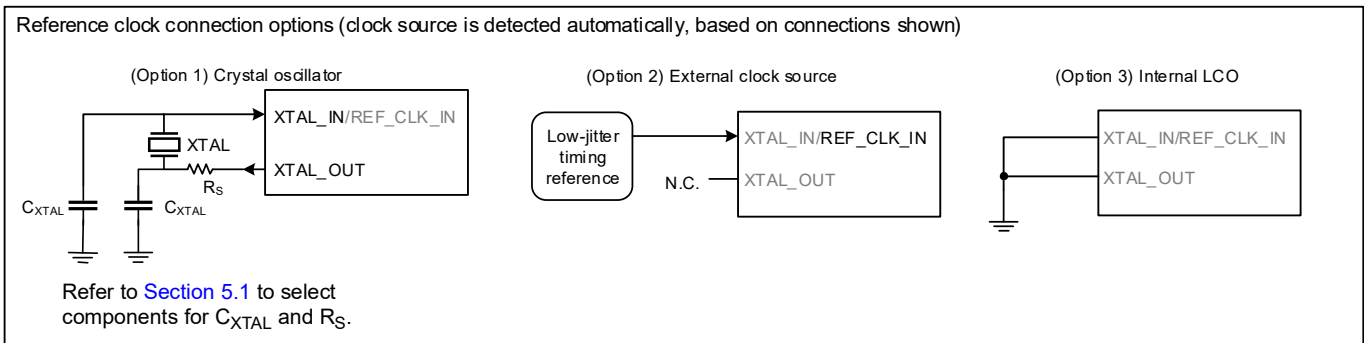 Reference clock connection options (clock source is detected automatically, based on connections shown)
(Option 1) Crystal oscillator
XTAL_IN/REF_CLK_IN
XTAL
XTAL_OUT
RS
CXTAL
CXTAL
Refer to Section 5.1 to select
components for CXTAL and RS.
(Option 2) External clock source
Low-jitter
timing
reference
XTAL_IN/REF_CLK_IN
N.C.
XTAL_OUT
(Option 3) Internal LCO
XTAL_IN/REF_CLK_IN
XTAL_OUT